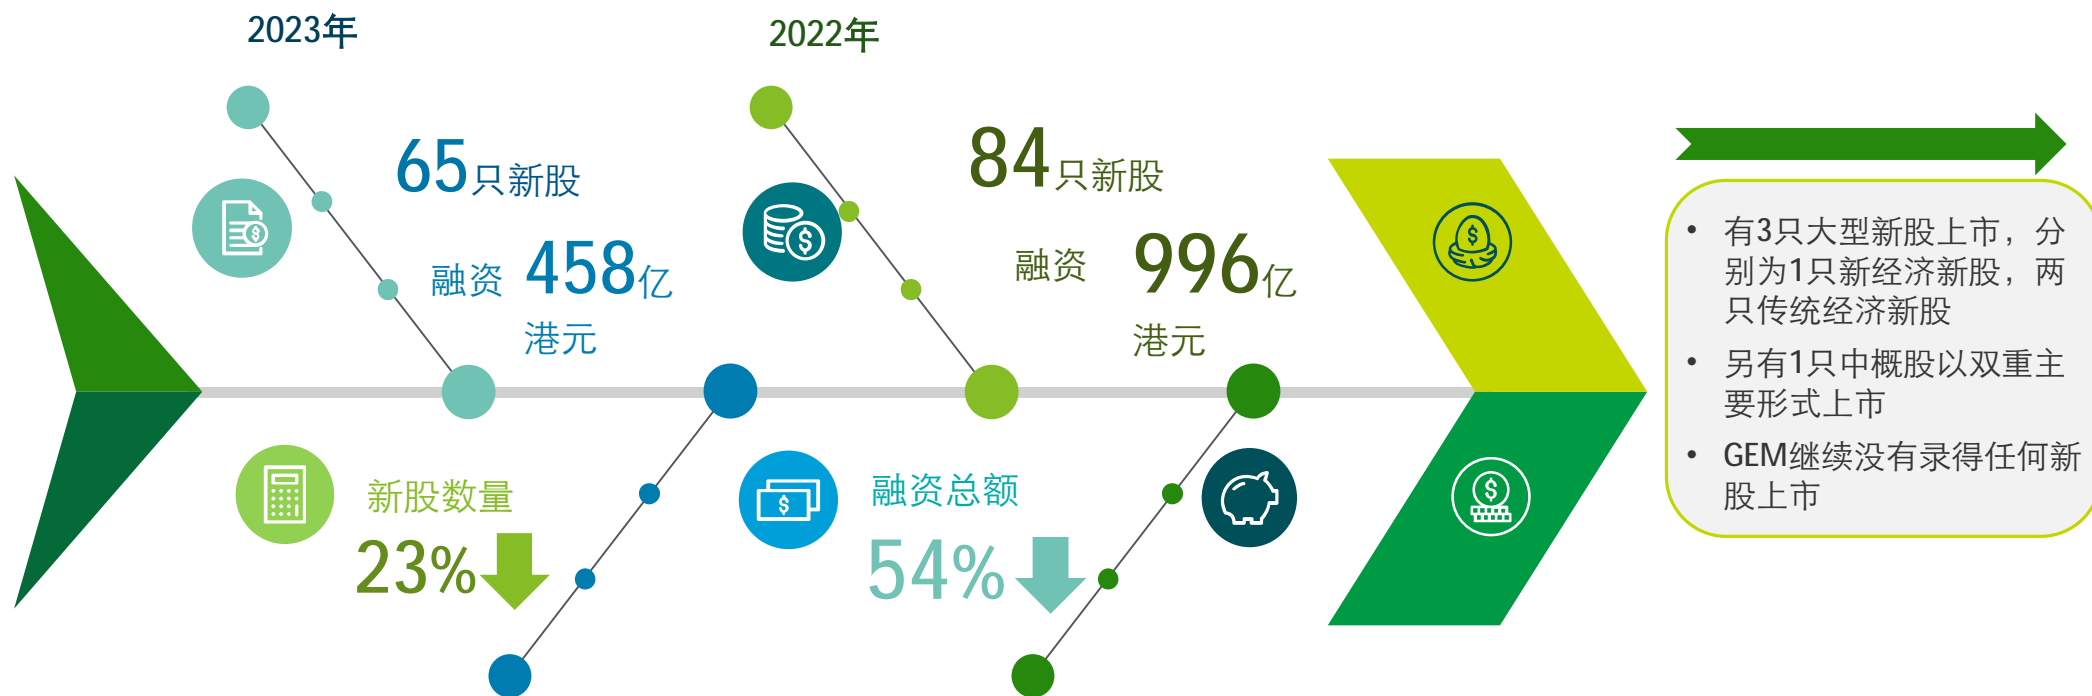 2023年
65只新股
融资 458亿
港元
2022年
84只新股
融资 996亿
港元
新股数量
23%
融资总额
54%
• 有3只大型新股上市，分
别为1只新经济新股，两
只传统经济新股
• 另有1只中概股以双重主
要形式上市
• GEM继续没有录得任何新
股上市